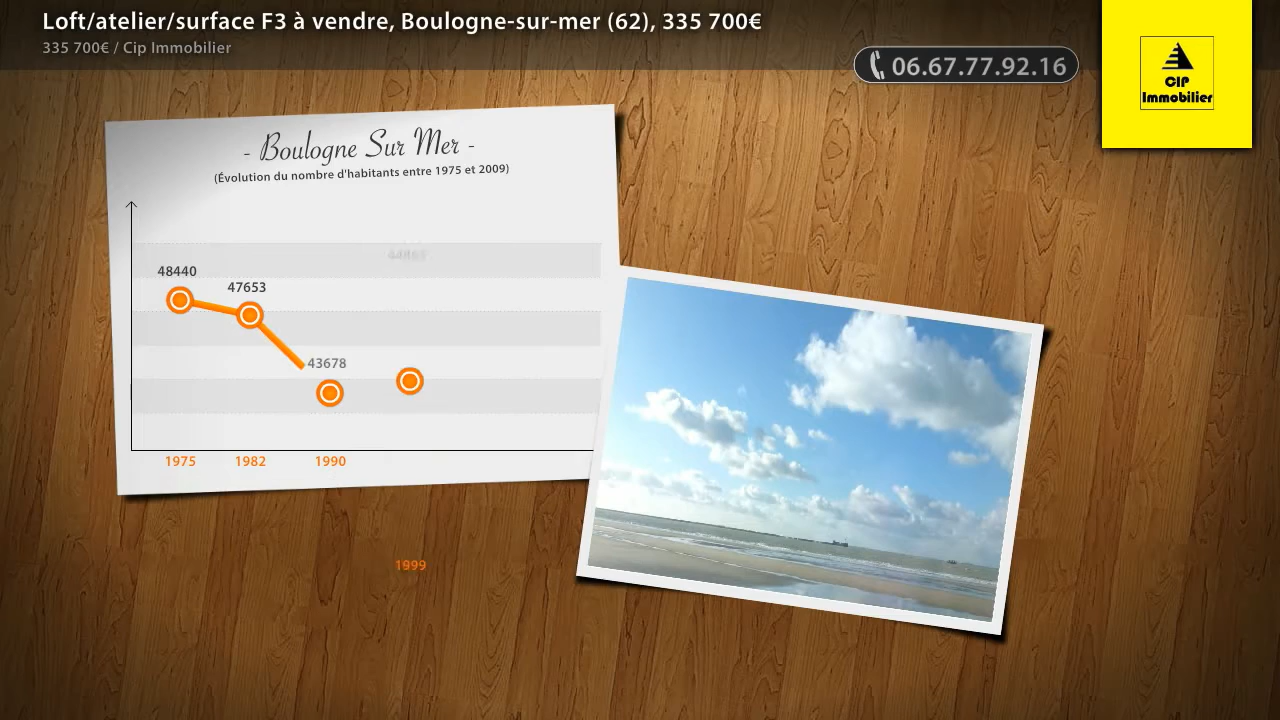 Loft/atelier/surface F3 à vendre, Boulogne-sur-mer (62), 335 700€
335 700€ / Cip Immobilier
06.67.77.92.16
CIP
Immobilier
- Boulogne Sur Mer -
(Évolution du nombre d'habitants entre 1975 et 2009)
48440
47653
43678
1975
1982
1990
1999